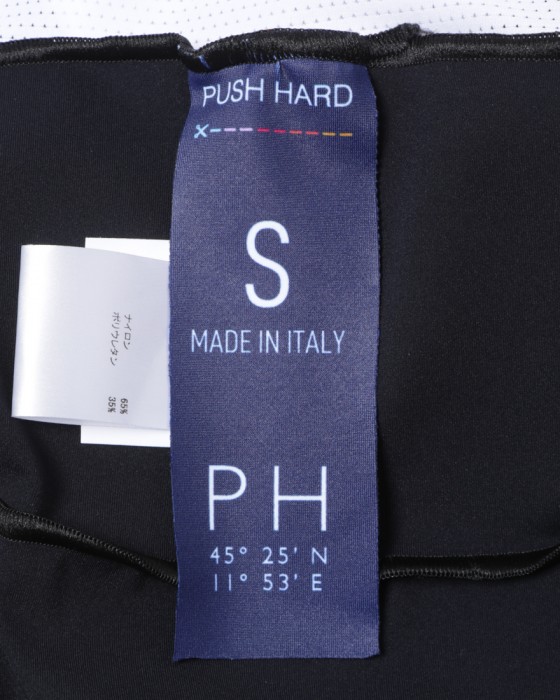 PUSH HARD
S
MADE IN ITALY
PH
45° 25' N
11° 53' E
ナイロン 65%
ポリウレタン 35%